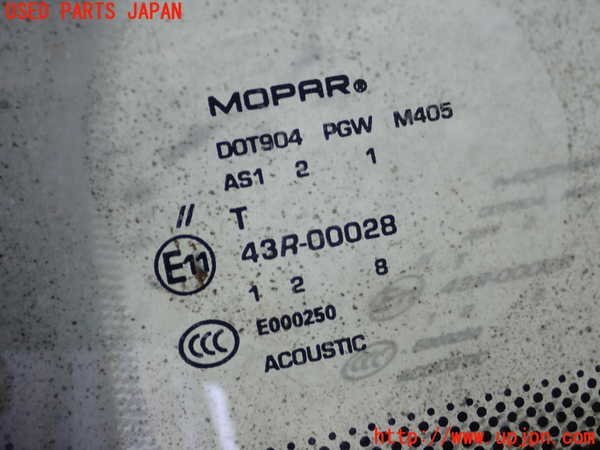 USED PARTS JAPAN
MOPAR®
DOT904 PGW M405
AS1 2 1
// T
E11 43R-00028
1 2 8
CCC E000250
ACOUSTIC
http://www.upjpn.com